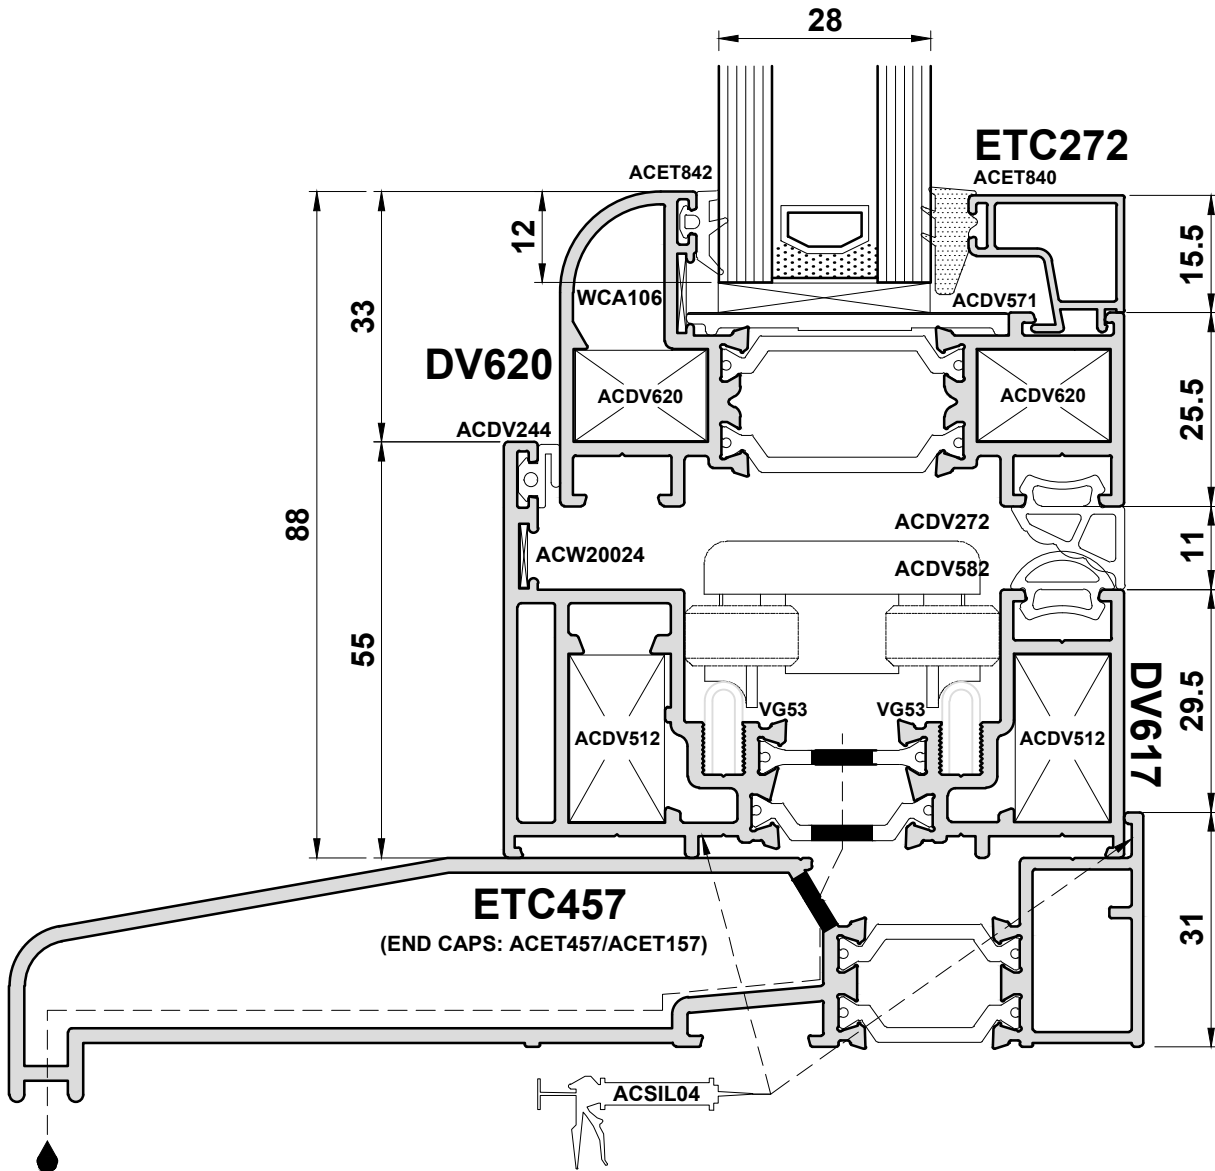 28
ETC272
ACET842
ACET840
12
15.5
WCA106
ACDV571
33
DV620
ACDV620
ACDV620
25.5
ACDV244
88
ACDV272
ACW20024
ACDV582
11
55
VG53
VG53
29.5
ACDV512
ACDV512
DV617
ETC457
(END CAPS: ACET457/ACET157)
31
ACSIL04